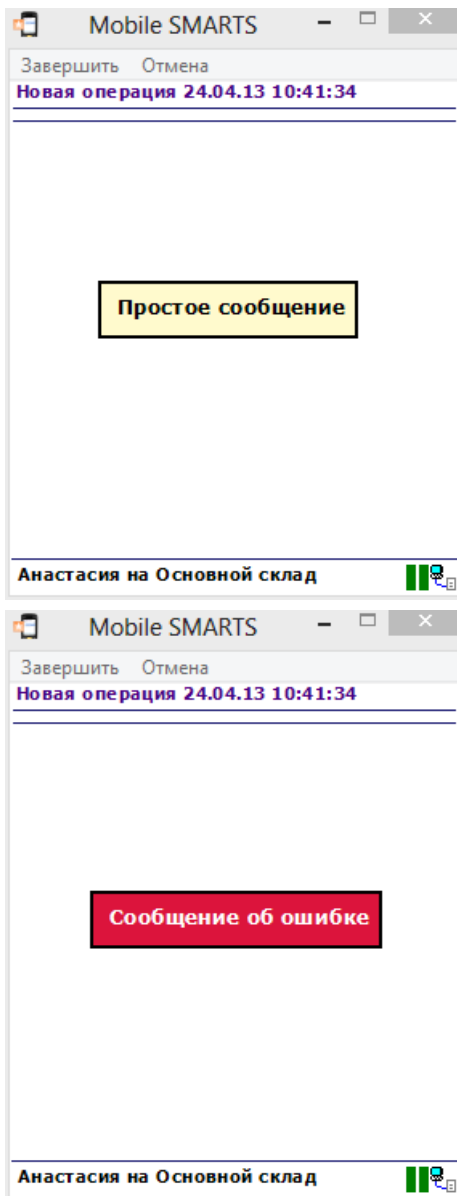 Mobile SMARTS
Завершить Отмена
Новая операция 24.04.13 10:41:34
Простое сообщение
Анастасия на Основной склад
Mobile SMARTS
Завершить Отмена
Новая операция 24.04.13 10:41:34
Сообщение об ошибке
Анастасия на Основной склад